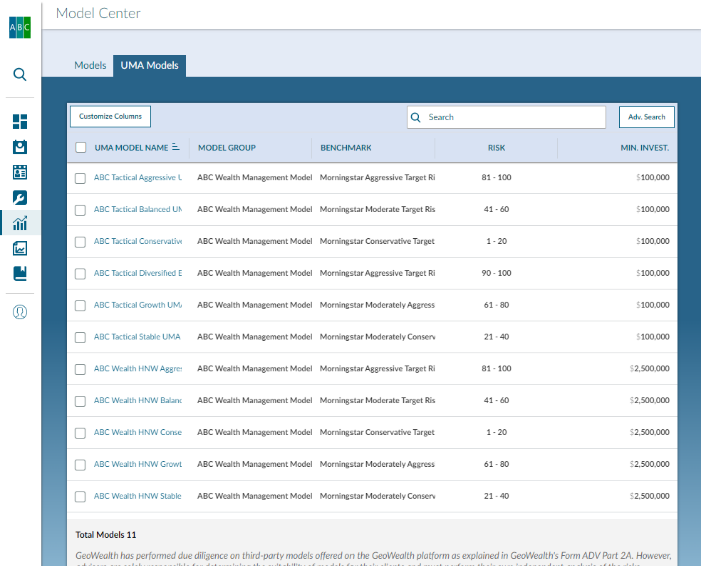 Model Center
ABC
Models UMA Models
Customize Columns Search Adv. Search
UMA MODEL NAME MODEL GROUP BENCHMARK RISK MIN. INVEST.
ABC Tactical Aggressive U ABC Wealth Management Model Morningstar Aggressive Target Ri 81 - 100 $100,000
ABC Tactical Balanced UM ABC Wealth Management Model Morningstar Moderate Target Ris 41 - 60 $100,000
ABC Tactical Conservative ABC Wealth Management Model Morningstar Conservative Target 1 - 20 $100,000
ABC Tactical Diversified E ABC Wealth Management Model Morningstar Aggressive Target Ri 90 - 100 $100,000
ABC Tactical Growth UMA ABC Wealth Management Model Morningstar Moderately Aggress 61 - 80 $100,000
ABC Tactical Stable UMA ABC Wealth Management Model Morningstar Moderately Conserv 21 - 40 $100,000
ABC Wealth HNW Aggres ABC Wealth Management Model Morningstar Aggressive Target Ri 81 - 100 $2,500,000
ABC Wealth HNW Balanc ABC Wealth Management Model Morningstar Moderate Target Ris 41 - 60 $2,500,000
ABC Wealth HNW Conse ABC Wealth Management Model Morningstar Conservative Target 1 - 20 $2,500,000
ABC Wealth HNW Growt ABC Wealth Management Model Morningstar Moderately Aggress 61 - 80 $2,500,000
ABC Wealth HNW Stable ABC Wealth Management Model Morningstar Moderately Conserv 21 - 40 $2,500,000
Total Models 11
GeoWealth has performed due diligence on third-party models offered on the GeoWealth platform as explained in GeoWealth's Form ADV Part 2A. However,